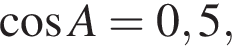 cos A = 0, 5,